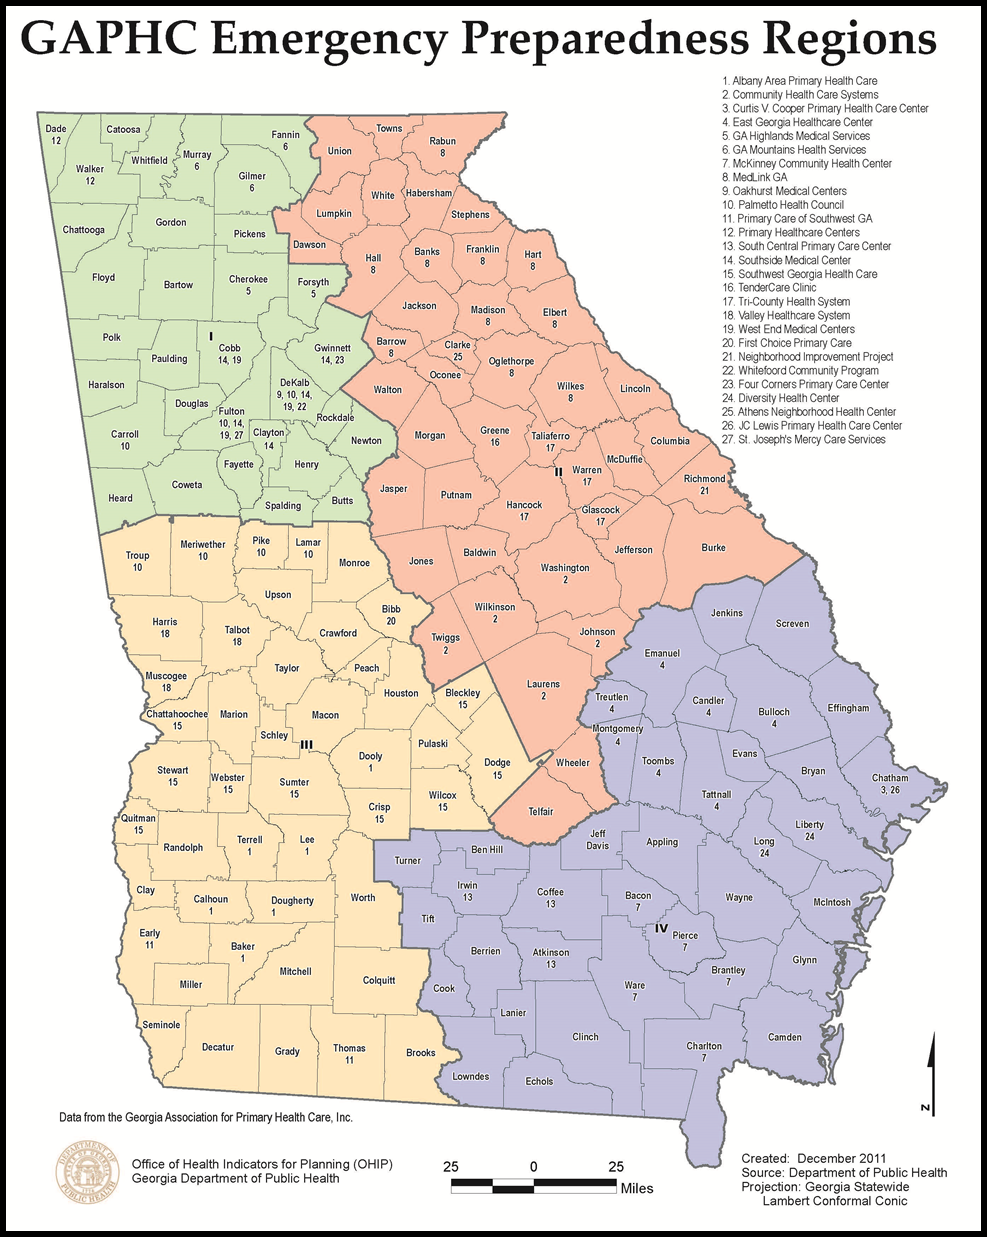 GAPHC Emergency Preparedness Regions
1. Albany Area Primary Health Care
2. Community Health Care Systems
3. Curtis V. Cooper Primary Health Care Center
4. East Georgia Healthcare Center
5. GA Highlands Medical Services
6. GA Mountains Health Services
7. McKinney Community Health Center
8. MedLink GA
9. Oakhurst Medical Centers
10. Palmetto Health Council
11. Primary Care of Southwest GA
12. Primary Healthcare Centers
13. South Central Primary Care Center
14. Southside Medical Center
15. Southwest Georgia Health Care
16. TenderCare Clinic
17. Tri-County Health System
18. Valley Healthcare System
19. West End Medical Centers
20. First Choice Primary Care
21. Neighborhood Improvement Project
22. Whitefoord Community Program
23. Four Corners Primary Care Center
24. Diversity Health Center
25. Athens Neighborhood Health Center
26. JC Lewis Primary Health Care Center
27. St. Joseph's Mercy Care Services
Dade
12
Catoosa
Walker
12
Whitfield
Murray
6
Fannin
6
Gilmer
6
Chattooga
Gordon
Pickens
Floyd
Bartow
Cherokee
5
Forsyth
5
Polk
Paulding
I
Cobb
14, 19
Gwinnett
14, 23
Haralson
Douglas
Fulton
10, 14,
19, 27
DeKalb
9, 10, 14,
19, 22
Rockdale
Carroll
10
Clayton
14
Newton
Fayette
Henry
Heard
Coweta
Spalding
Butts
Towns
Union
Rabun
8
White
Habersham
Lumpkin
Stephens
Dawson
Hall
8
Banks
8
Franklin
8
Hart
8
Jackson
Madison
8
Elbert
8
Barrow
8
Clarke
25
Oconee
Oglethorpe
8
Walton
Wilkes
8
Lincoln
Morgan
Greene
16
Taliaferro
17
Columbia
McDuffie
II
Warren
17
Richmond
21
Jasper
Putnam
Hancock
17
Glascock
17
Jones
Baldwin
Washington
2
Jefferson
Burke
Wilkinson
2
Twiggs
2
Johnson
2
Laurens
2
Wheeler
Telfair
Troup
10
Meriwether
10
Pike
10
Lamar
10
Monroe
Upson
Bibb
20
Harris
18
Talbot
18
Crawford
Muscogee
18
Taylor
Peach
Houston
Bleckley
15
Chattahoochee
15
Marion
Macon
Schley
III
Pulaski
Dooly
1
Dodge
15
Stewart
15
Webster
15
Sumter
15
Crisp
15
Wilcox
15
Quitman
15
Randolph
Terrell
1
Lee
1
Clay
Calhoun
1
Dougherty
1
Worth
Early
11
Baker
1
Mitchell
Miller
Colquitt
Seminole
Decatur
Grady
Thomas
11
Brooks
Jenkins
Screven
Emanuel
4
Treutlen
4
Candler
4
Bulloch
4
Effingham
Montgomery
4
Toombs
4
Evans
Bryan
Chatham
3, 26
Tattnall
4
Jeff
Davis
Appling
Long
24
Liberty
24
Turner
Ben Hill
Irwin
13
Coffee
13
Bacon
7
Wayne
McIntosh
Tift
IV
Pierce
7
Berrien
Atkinson
13
Brantley
7
Glynn
Cook
Ware
7
Lanier
Clinch
Charlton
7
Camden
Lowndes
Echols
N
Data from the Georgia Association for Primary Health Care, Inc.
Office of Health Indicators for Planning (OHIP)
Georgia Department of Public Health
25 0 25
Miles
Created: December 2011
Source: Department of Public Health
Projection: Georgia Statewide
Lambert Conformal Conic